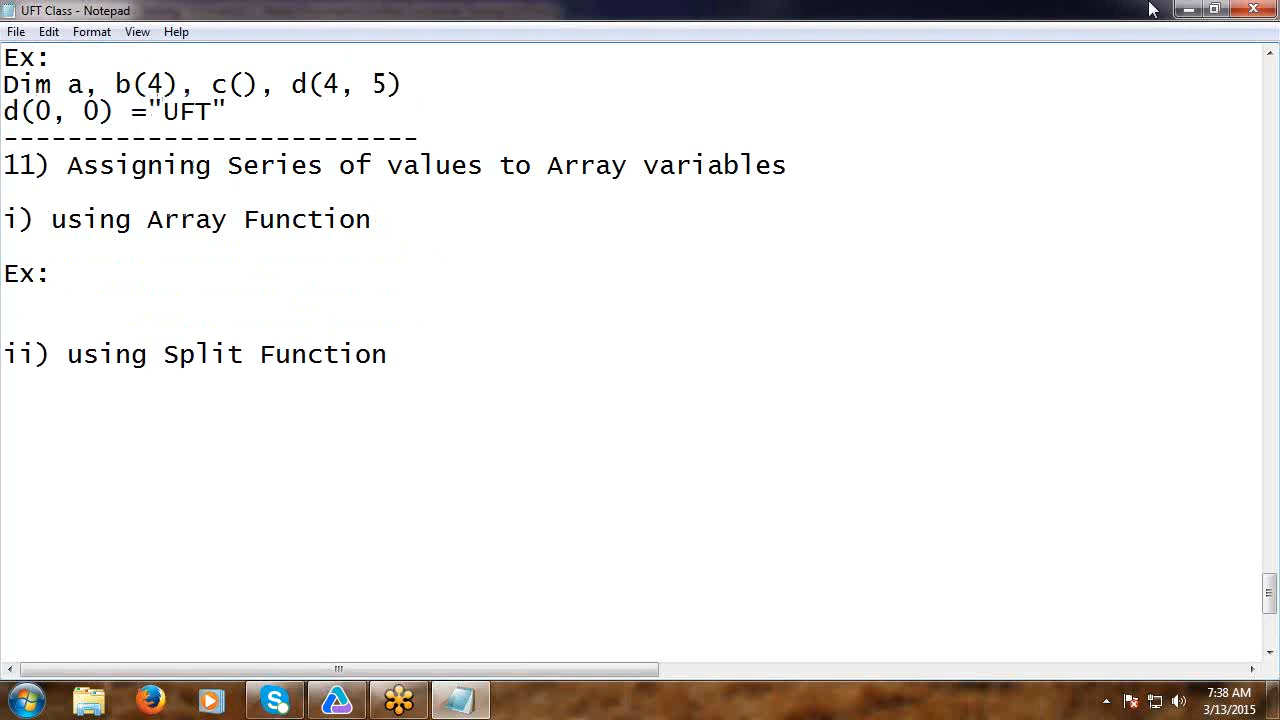 UFT Class - Notepad
File Edit Format View Help
Ex:
Dim a, b(4), c(), d(4, 5)
d(0, 0) ="UFT"
--------------------------
11) Assigning Series of values to Array variables
i) using Array Function
Ex:
ii) using Split Function
7:38 AM
3/13/2015